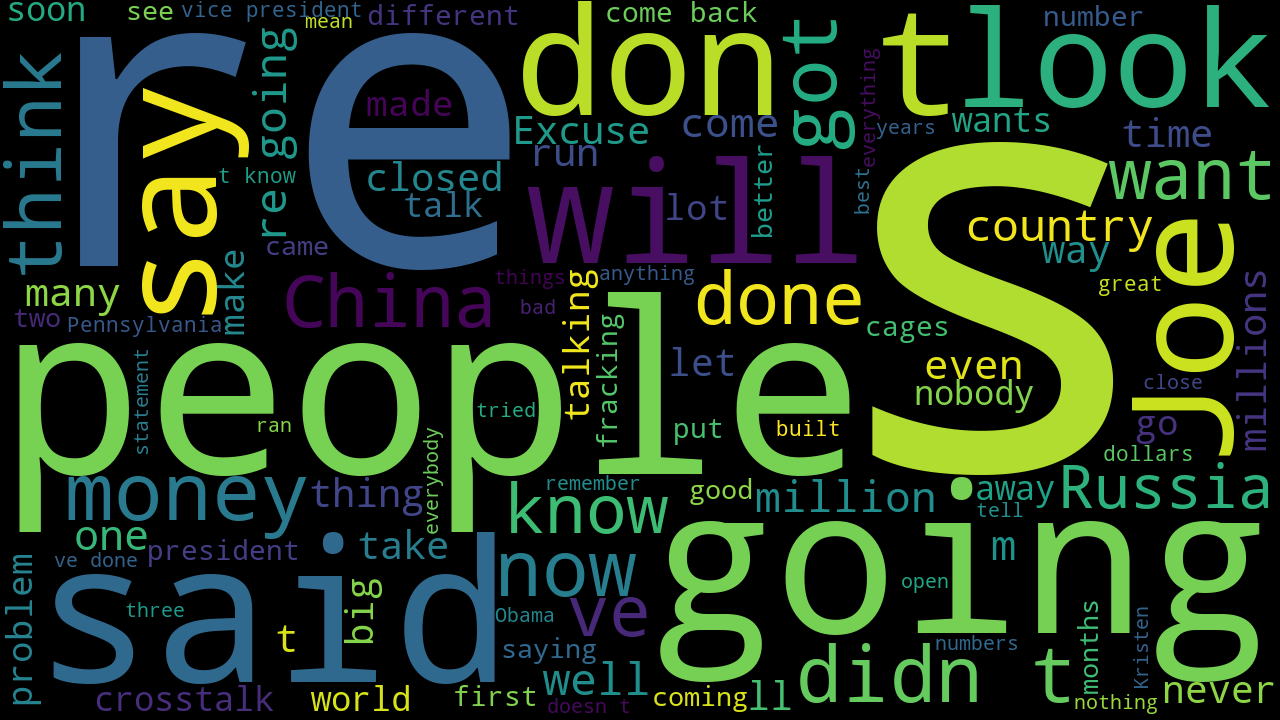 soon
see
vice president
mean
different
come back
number
re
don
t
look
think
say
re going
made
got
everything
Excuse
come
years
wants
time
run
closed
t know
talk
will
lot
better
best
s
want
country
way
Joe
came
make
many
two
Pennsylvania
China
things
anything
bad
talking
done
great
cages
millions
people
fracking
let
even
nobody
close
go
statement
ran
tried
put
built
dollars
everybody
money
thing
know
remember
good
million
away
tell
Russia
one
president
take
ve done
now
going
m
problem
said
three
t
big
Obama
ve
open
saying
numbers
months
Kristen
crosstalk
world
first
well
doesn t
coming
ll
didn t
nothing
never